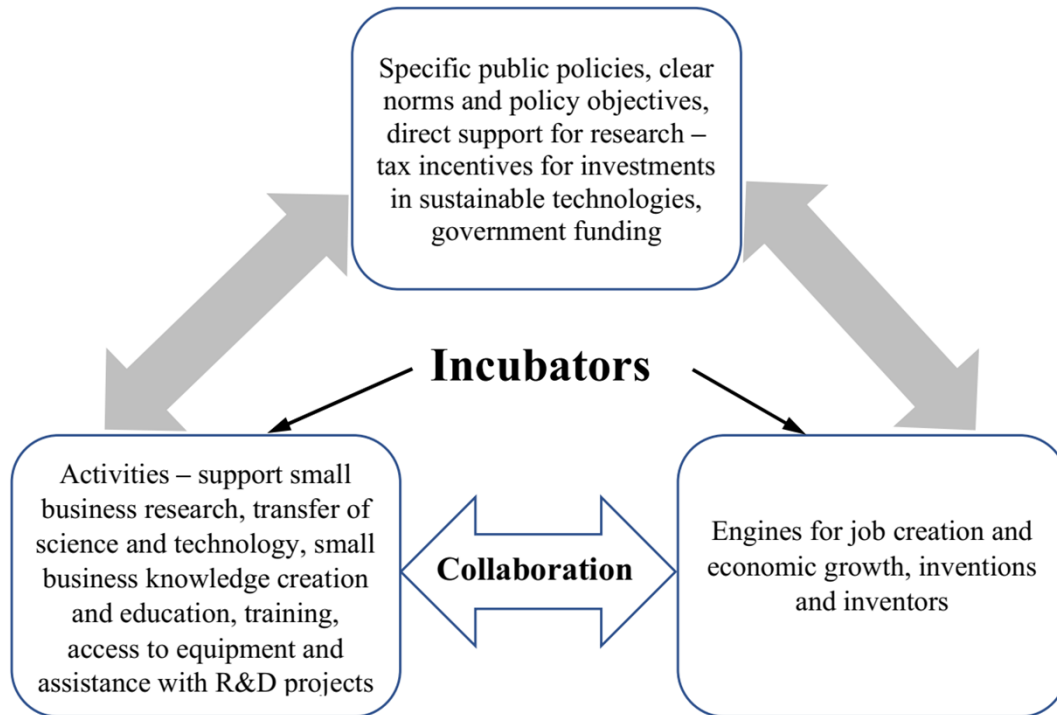 Specific public policies, clear
norms and policy objectives,
direct support for research –
tax incentives for investments
in sustainable technologies,
government funding
Incubators
Activities – support small
business research, transfer of
science and technology, small
business knowledge creation
and education, training,
access to equipment and
assistance with R&D projects
Collaboration
Engines for job creation and
economic growth, inventions
and inventors